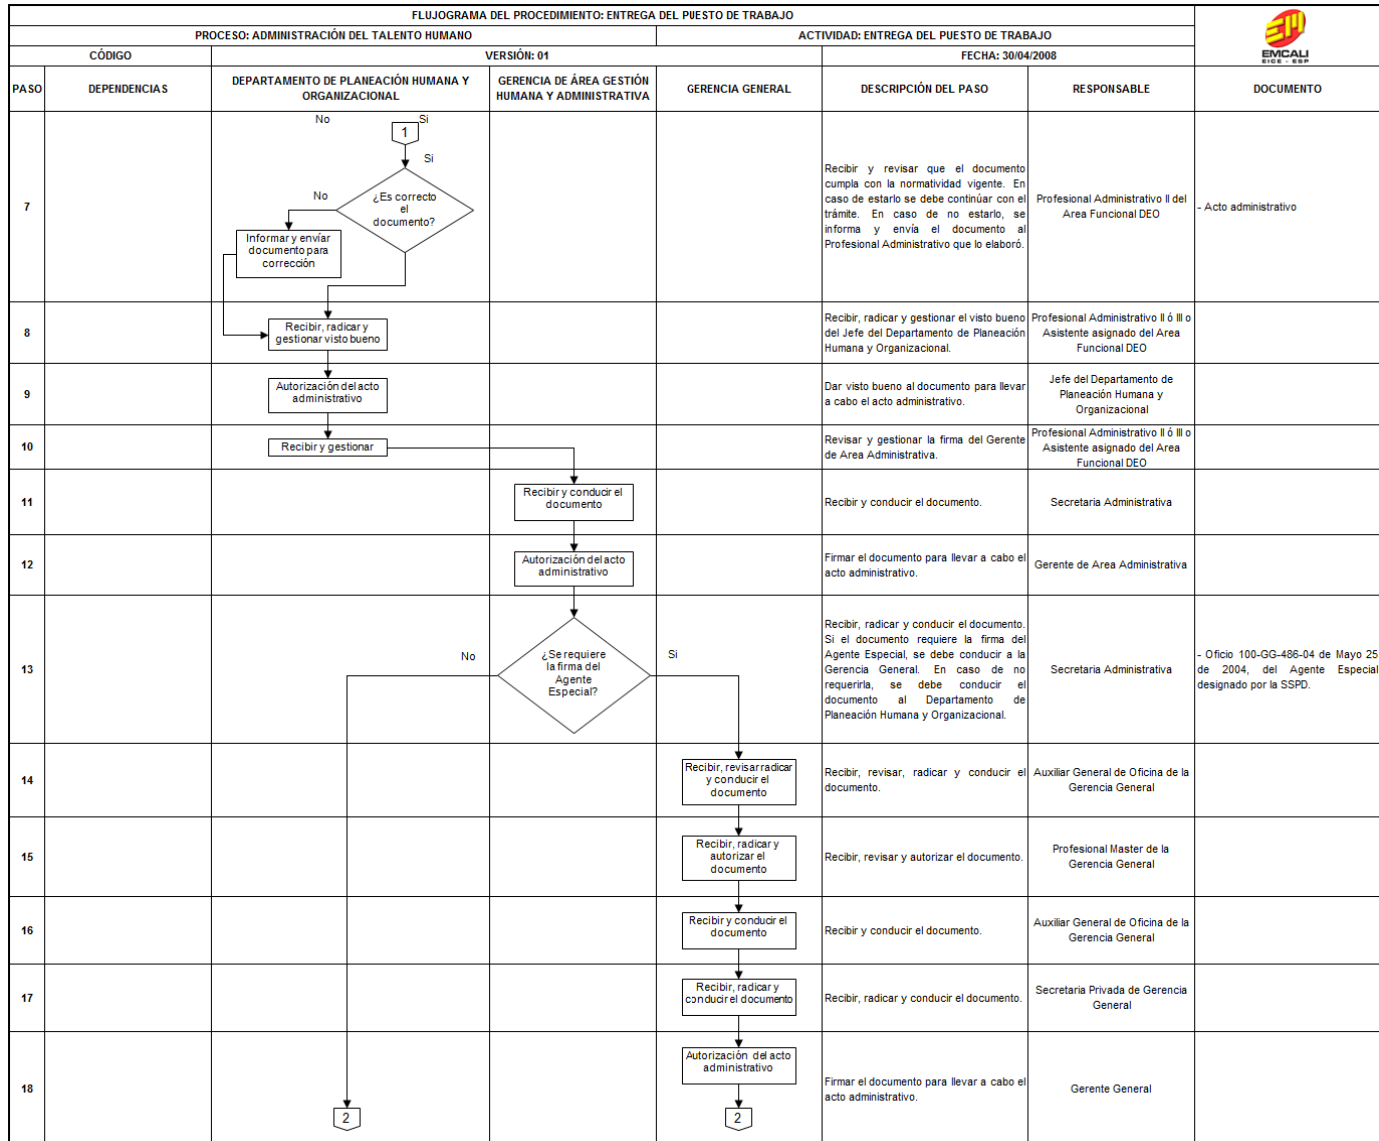 FLUJOGRAMA DEL PROCEDIMIENTO: ENTREGA DEL PUESTO DE TRABAJO
PROCESO: ADMINISTRACIÓN DEL TALENTO HUMANO
ACTIVIDAD: ENTREGA DEL PUESTO DE TRABAJO
EMCALI
EICE - ESP
CÓDIGO
VERSIÓN: 01
FECHA: 30/04/2008
PASO
DEPENDENCIAS
DEPARTAMENTO DE PLANEACIÓN HUMANA Y
ORGANIZACIONAL
GERENCIA DE ÁREA GESTIÓN
HUMANA Y ADMINISTRATIVA
GERENCIA GENERAL
DESCRIPCIÓN DEL PASO
RESPONSABLE
DOCUMENTO
7
No
Si
1
Si
No
¿Es correcto
el
documento?
Informar y envíar
documento para
corrección
Recibir y revisar que el documento
cumpla con la normatividad vigente. En
caso de estarlo se debe continúar con el
trámite. En caso de no estarlo, se
informa y envía el documento al
Profesional Administrativo que lo elaboró.
Profesional Administrativo II del
Area Funcional DEO
- Acto administrativo
8
Recibir, radicar y
gestionar visto bueno
Recibir, radicar y gestionar el visto bueno
del Jefe del Departamento de Planeación
Humana y Organizacional.
Profesional Administrativo II ó III o
Asistente asignado del Area
Funcional DEO
9
Autorización del acto
administrativo
Dar visto bueno al documento para llevar
a cabo el acto administrativo.
Jefe del Departamento de
Planeación Humana y
Organizacional
10
Recibir y gestionar
Revisar y gestionar la firma del Gerente
de Area Administrativa.
Profesional Administrativo II ó III o
Asistente asignado del Area
Funcional DEO
11
Recibir y conducir el
documento
Recibir y conducir el documento.
Secretaria Administrativa
12
Autorización del acto
administrativo
Firmar el documento para llevar a cabo el
acto administrativo.
Gerente de Area Administrativa
13
No
¿Se requiere
la firma del
Agente
Especial?
Si
Recibir, radicar y conducir el documento.
Si el documento requiere la firma del
Agente Especial, se debe conducir a la
Gerencia General. En caso de no
requerirla, se debe conducir el
documento al Departamento de
Planeación Humana y Organizacional.
Secretaria Administrativa
- Oficio 100-GG-486-04 de Mayo 25
de 2004, del Agente Especial
designado por la SSPD.
14
Recibir, revisar radicar
y conducir el
documento
Recibir, revisar, radicar y conducir el
documento.
Auxiliar General de Oficina de la
Gerencia General
15
Recibir, radicar y
autorizar el
documento
Recibir, revisar y autorizar el documento.
Profesional Master de la
Gerencia General
16
Recibir y conducir el
documento
Recibir y conducir el documento.
Auxiliar General de Oficina de la
Gerencia General
17
Recibir, radicar y
conducir el documento
Recibir, radicar y conducir el documento.
Secretaria Privada de Gerencia
General
18
Autorización del acto
administrativo
Firmar el documento para llevar a cabo el
acto administrativo.
Gerente General
2
2